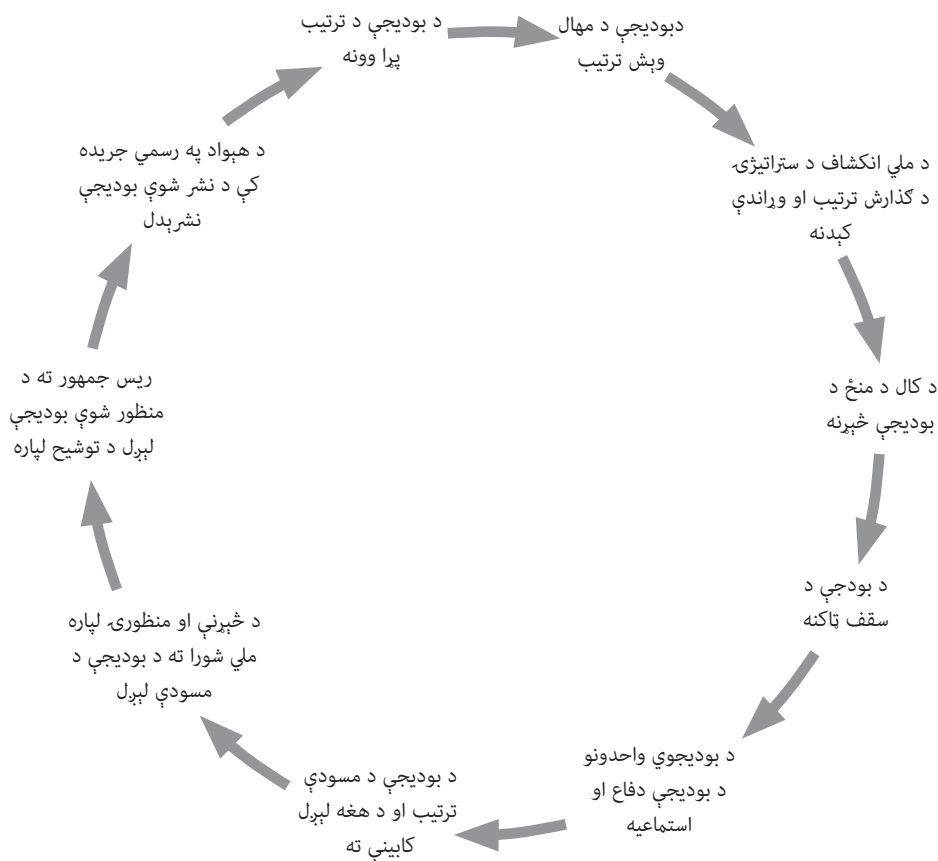 د بودیجې د ترتیب
پړا وونه
دبودیجې د مهال
وېش ترتیب
د ملي انکشاف د ستراتیژۍ
د ګذارش ترتیب او وړاندې
کېدنه
د کال د منځ د
بودیجې څېړنه
د بودجې د
سقف ټاکنه
د بودیجوي واحدونو
د بودیجې دفاع او
استماعیه
د بودیجې د مسودې
ترتیب او د هغه لېږل
کابینې ته
د څېړنې او منظورۍ لپاره
ملي شورا ته د بودیجې د
مسودې لېږل
ریس جمهور ته د
منظور شوې بودیجې
لېږل د توشیح لپاره
د هېواد په رسمي جریده
کې د نشر شوې بودیجې
نشرېدل